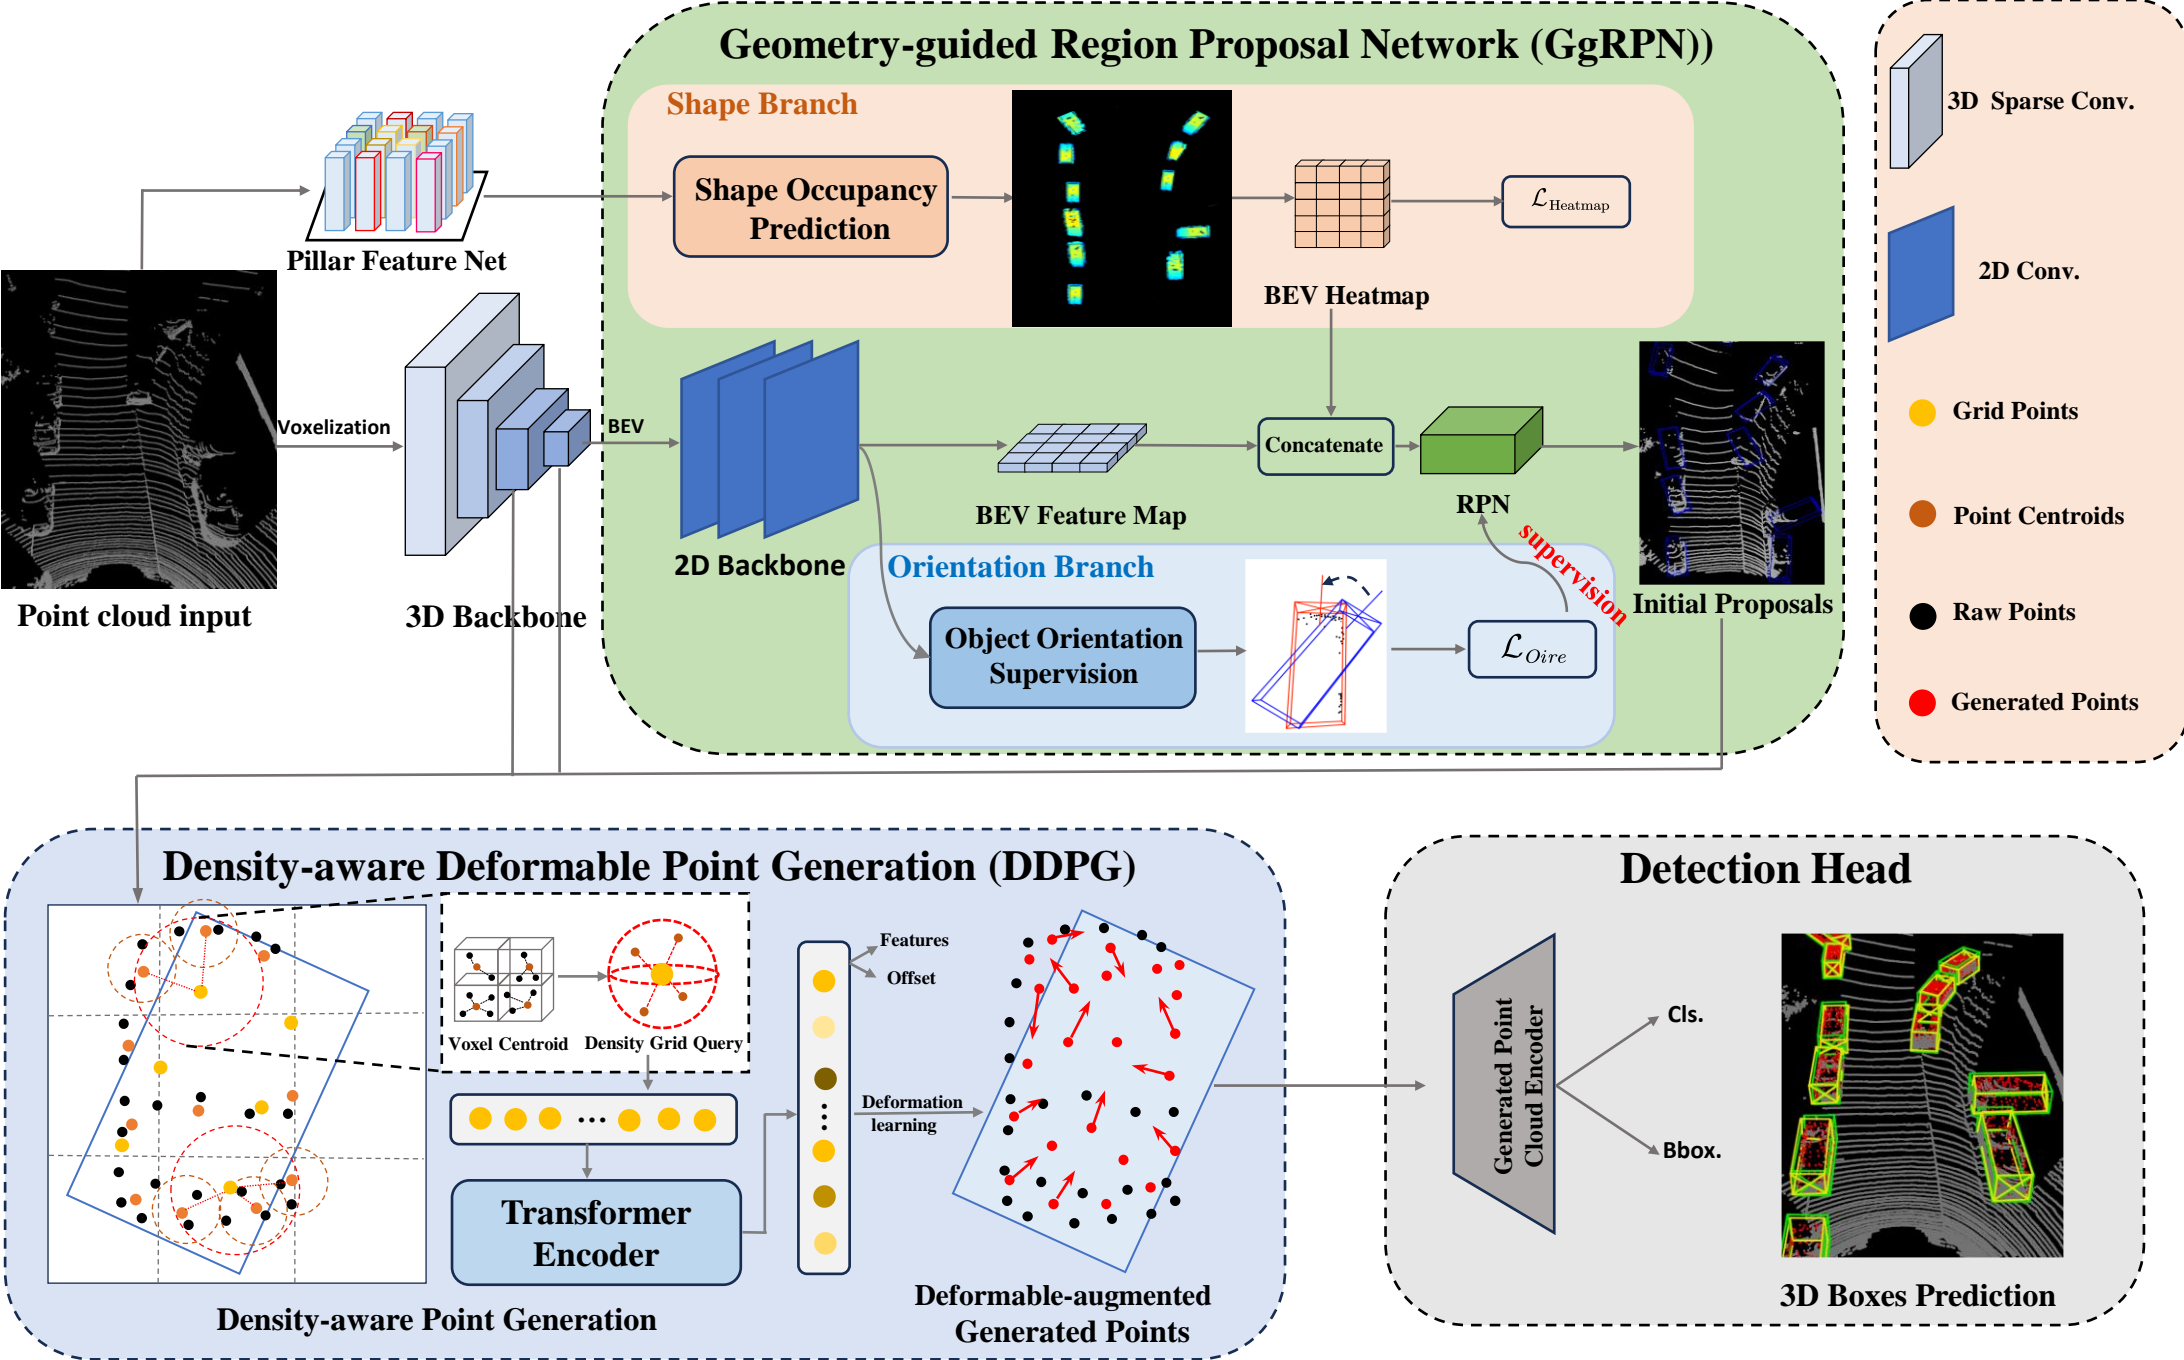 Geometry-guided Region Proposal Network (GgRPN))
Shape Branch
Shape Occupancy
Prediction
BEV Heatmap
ℒHeatmap
Pillar Feature Net
Point cloud input
Voxelization
3D Backbone
BEV
2D Backbone
BEV Feature Map
Concatenate
RPN
supervision
Initial Proposals
Orientation Branch
Object Orientation
Supervision
ℒOire
3D Sparse Conv.
2D Conv.
Grid Points
Point Centroids
Raw Points
Generated Points
Density-aware Deformable Point Generation (DDPG)
Voxel Centroid
Density Grid Query
...
Transformer
Encoder
Features
Offset
Deformation
learning
Density-aware Point Generation
Deformable-augmented
Generated Points
Detection Head
Generated Point
Cloud Encoder
Cls.
Bbox.
3D Boxes Prediction